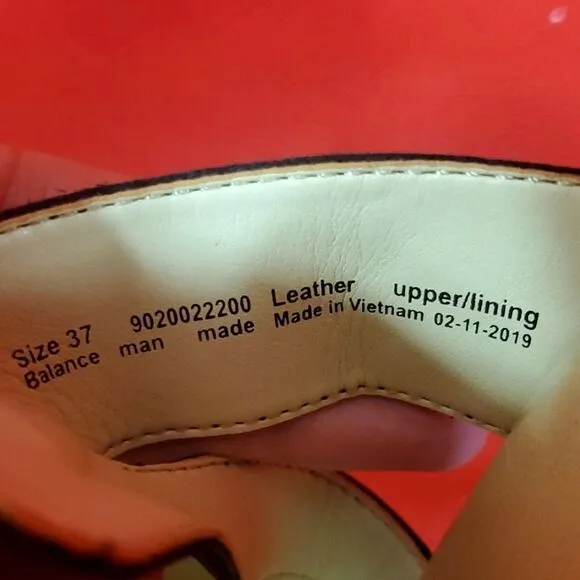 Size 37 9020022200 Leather upper/lining
Balance man made Made in Vietnam 02-11-2019